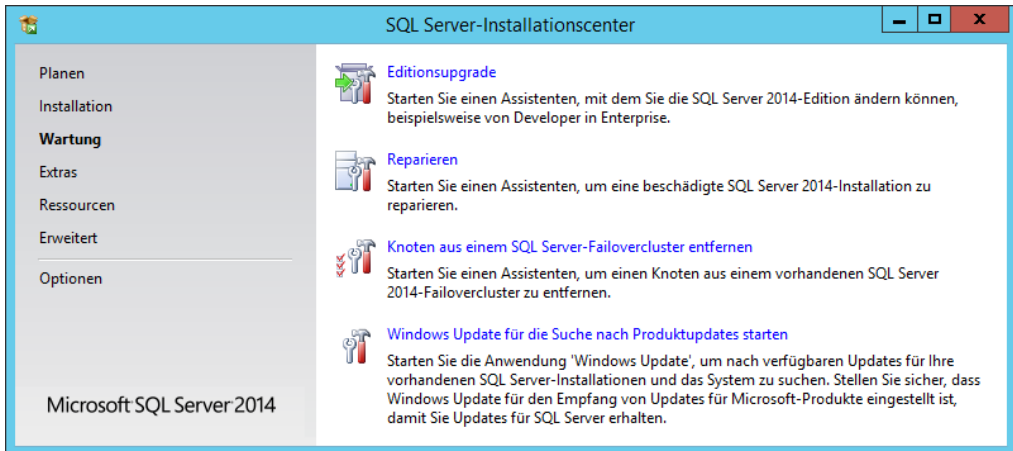 SQL Server-Installationscenter
Planen
Installation
Wartung
Extras
Ressourcen
Erweitert
Optionen
Microsoft SQL Server 2014
Editionsupgrade
Starten Sie einen Assistenten, mit dem Sie die SQL Server 2014-Edition ändern können,
beispielsweise von Developer in Enterprise.
Reparieren
Starten Sie einen Assistenten, um eine beschädigte SQL Server 2014-Installation zu
reparieren.
Knoten aus einem SQL Server-Failovercluster entfernen
Starten Sie einen Assistenten, um einen Knoten aus einem vorhandenen SQL Server
2014-Failovercluster zu entfernen.
Windows Update für die Suche nach Produktupdates starten
Starten Sie die Anwendung 'Windows Update', um nach verfügbaren Updates für Ihre
vorhandenen SQL Server-Installationen und das System zu suchen. Stellen Sie sicher, dass
Windows Update für den Empfang von Updates für Microsoft-Produkte eingestellt ist,
damit Sie Updates für SQL Server erhalten.